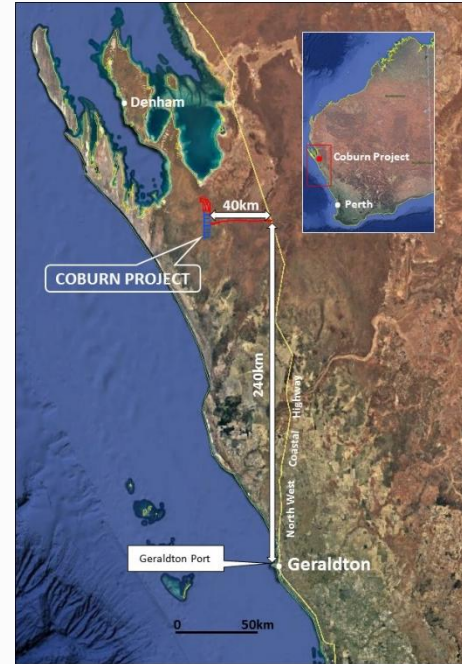 Denham
Coburn Project
Perth
40km
COBURN PROJECT
240km
North West Coastal Highway
Geraldton Port
Geraldton
0 50km